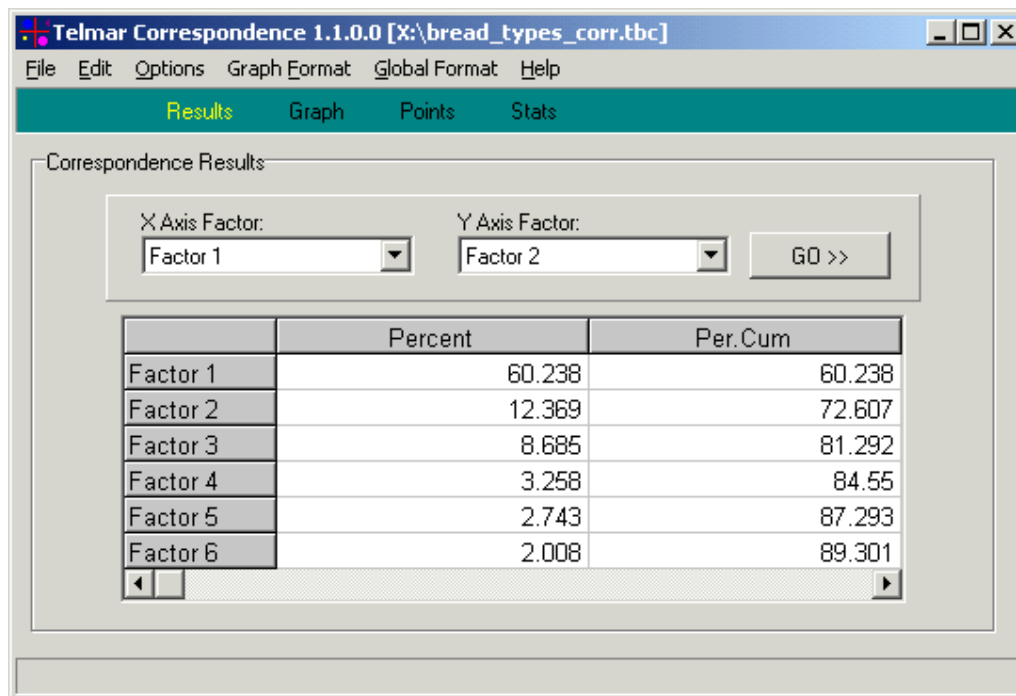 Telmar Correspondence 1.1.0.0 [X:\bread_types_corr.tbc]
File Edit Options Graph Format Global Format Help
Results Graph Points Stats
Correspondence Results
X Axis Factor: Y Axis Factor:
Factor 1 Factor 2 GO >>
Percent Per.Cum
Factor 1 60.238 60.238
Factor 2 12.369 72.607
Factor 3 8.685 81.292
Factor 4 3.258 84.55
Factor 5 2.743 87.293
Factor 6 2.008 89.301